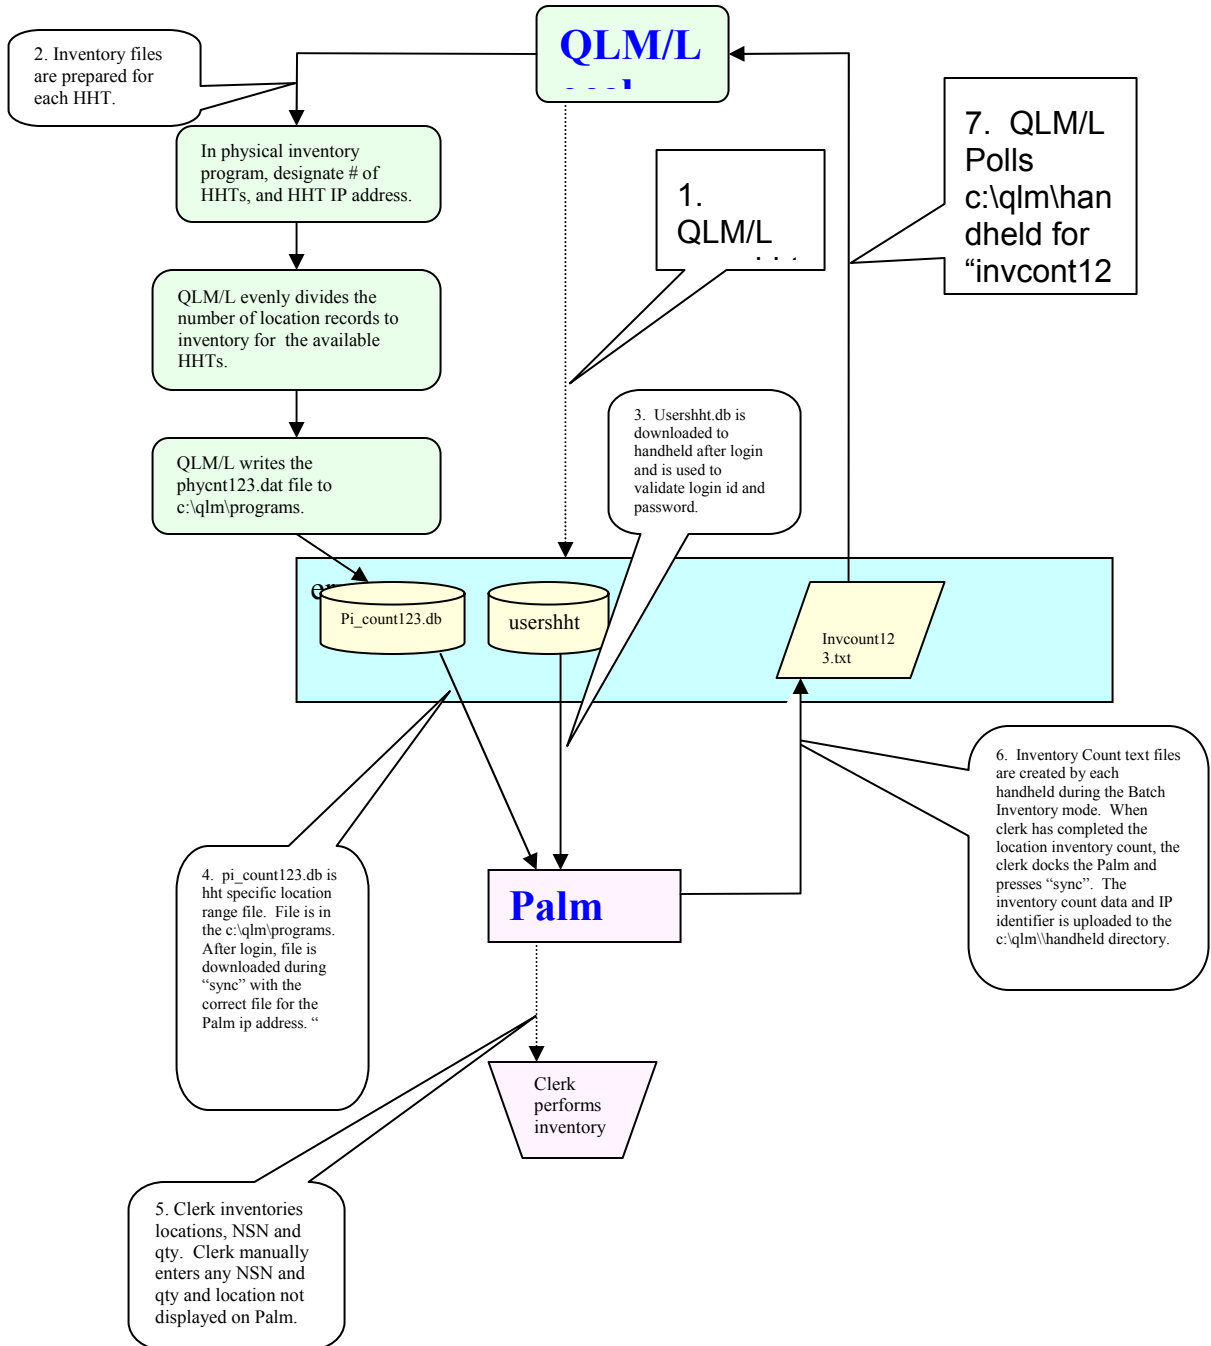 QLM/L
2. Inventory files
are prepared for
each HHT.
In physical inventory
program, designate # of
HHTs, and HHT IP address.
QLM/L evenly divides the
number of location records to
inventory for  the available
HHTs.
QLM/L writes the
phycnt123.dat file to
c:\qlm\programs.
1.
QLM/L
7.  QLM/L
Polls
c:\qlm\han
dheld for
“invcont12
3.  Usershht.db is
downloaded to
handheld after login
and is used to
validate login id and
password.
Pi_count123.db
usershht
Invcount12
3.txt
4.  pi_count123.db is
hht specific location
range file.  File is in
the c:\qlm\programs.
After login, file is
downloaded during
“sync” with the
correct file for the
Palm ip address. “
Palm
6.  Inventory Count text files
are created by each
handheld during the Batch
Inventory mode.  When
clerk has completed the
location inventory count, the
clerk docks the Palm and
presses “sync”.  The
inventory count data and IP
identifier is uploaded to the
c:\qlm\\handheld directory.
Clerk
performs
inventory
5. Clerk inventories
locations, NSN and
qty.  Clerk manually
enters any NSN and
qty and location not
displayed on Palm.